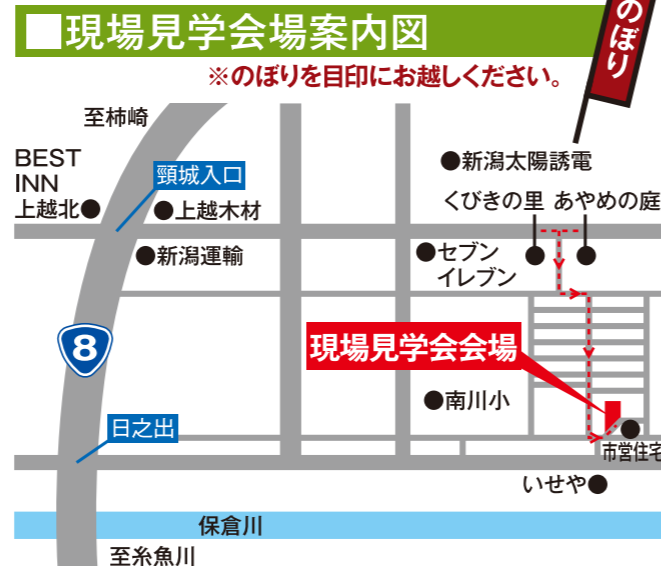 ■現場見学会場案内図
のぼり
※のぼりを目印にお越しください。
至柿崎
BEST
INN
上越北●
頸城入口
●上越木材
●新潟運輸
●新潟太陽誘電
くびきの里
あやめの庭
●セブン
イレブン
8
現場見学会会場
●南川小
日之出
市営住宅
いせや●
保倉川
至糸魚川